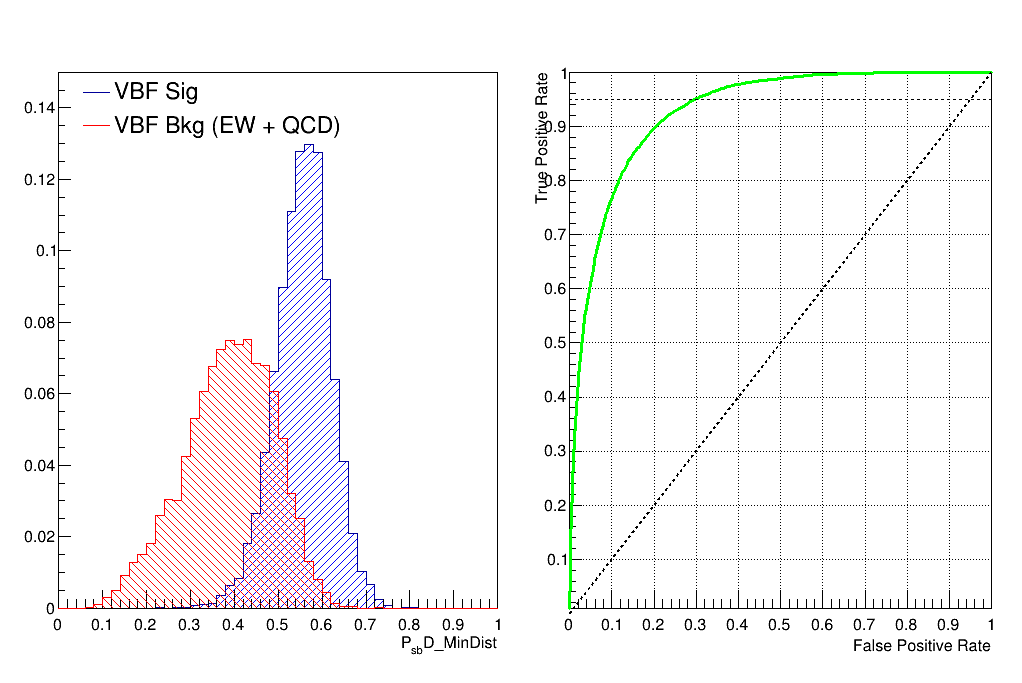 VBF Sig
VBF Bkg (EW + QCD)
0.14
0.12
0.1
0.08
0.06
0.04
0.02
0
0 0.1 0.2 0.3 0.4 0.5 0.6 0.7 0.8 0.9 1
P_sbD_MinDist
True Positive Rate
1
0.9
0.8
0.7
0.6
0.5
0.4
0.3
0.2
0.1
0 0.1 0.2 0.3 0.4 0.5 0.6 0.7 0.8 0.9 1
False Positive Rate